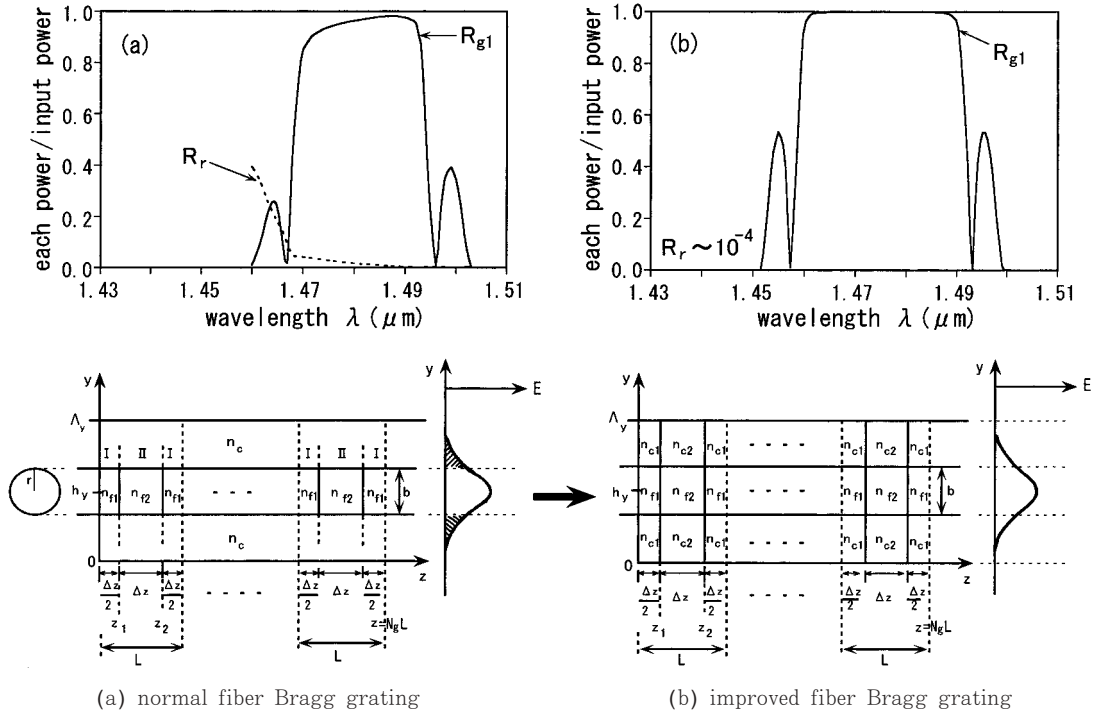 (a)
R_g1
R_r
each power/input power
1.0
0.8
0.6
0.4
0.2
0.0
1.43 1.45 1.47 1.49 1.51
wavelength λ (μm)
(b)
R_g1
R_r ~ 10^-4
each power/input power
1.0
0.8
0.6
0.4
0.2
0.0
1.43 1.45 1.47 1.49 1.51
wavelength λ (μm)
y y
E
Λ_y
I II I n_c I II I
r
h_y n_f1 n_f2 n_f1 - - - - n_f1 n_f2 n_f1 b
n_c
0 z
Δz/2 Δz Δz/2 - - - - Δz/2 Δz Δz/2
z_1 z_2 z=N_gL
L L
(a) normal fiber Bragg grating
y y
E
Λ_y
n_c1 n_c2 n_c1 - - - - n_c1 n_c2 n_c1
h_y n_f1 n_f2 n_f1 - - - - n_f1 n_f2 n_f1 b
n_c1 n_c2 n_c1 - - - - n_c1 n_c2 n_c1
0 z
Δz/2 Δz Δz/2 - - - - Δz/2 Δz Δz/2
z_1 z_2 z=N_gL
L L
(b) improved fiber Bragg grating